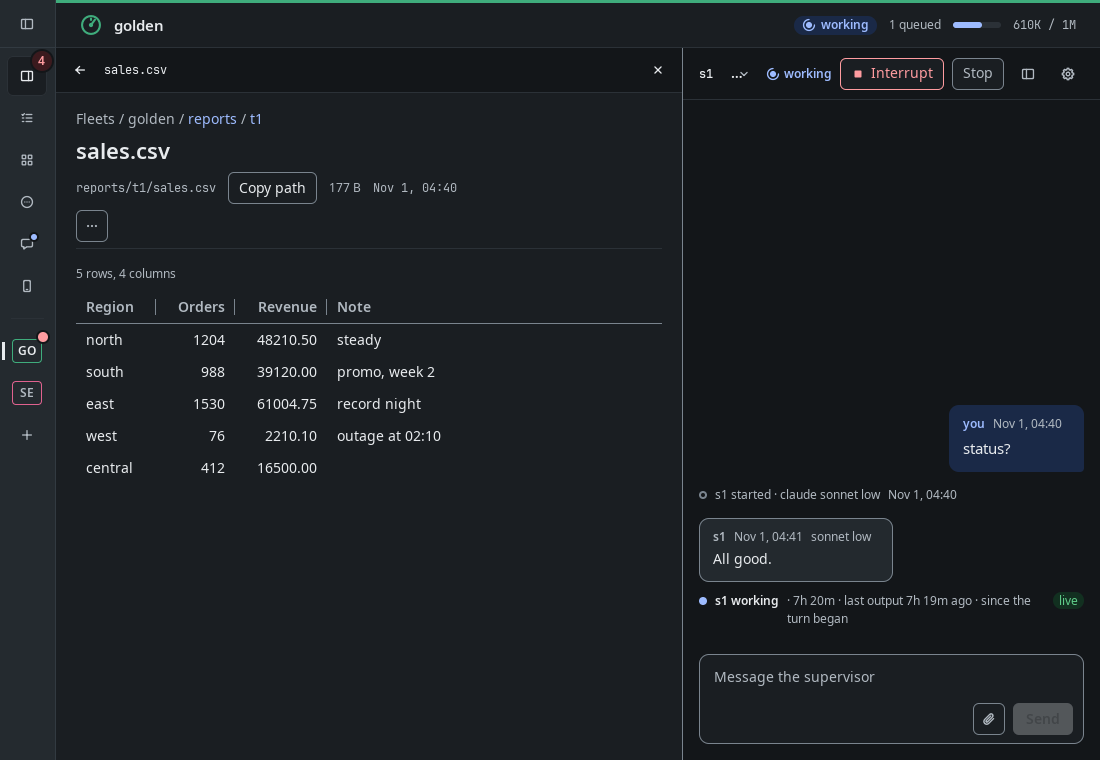 golden
working
1 queued
610K / 1M
4
sales.csv
s1
...
working
Interrupt
Stop
Fleets / golden / reports / t1
sales.csv
reports/t1/sales.csv
Copy path
177 B
Nov 1, 04:40
...
5 rows, 4 columns
Region Orders Revenue Note
north 1204 48210.50 steady
south 988 39120.00 promo, week 2
east 1530 61004.75 record night
west 76 2210.10 outage at 02:10
central 412 16500.00
GO
SE
you Nov 1, 04:40
status?
s1 started · claude sonnet low Nov 1, 04:40
s1 Nov 1, 04:41 sonnet low
All good.
s1 working · 7h 20m · last output 7h 19m ago · since the
turn began
live
Message the supervisor
Send